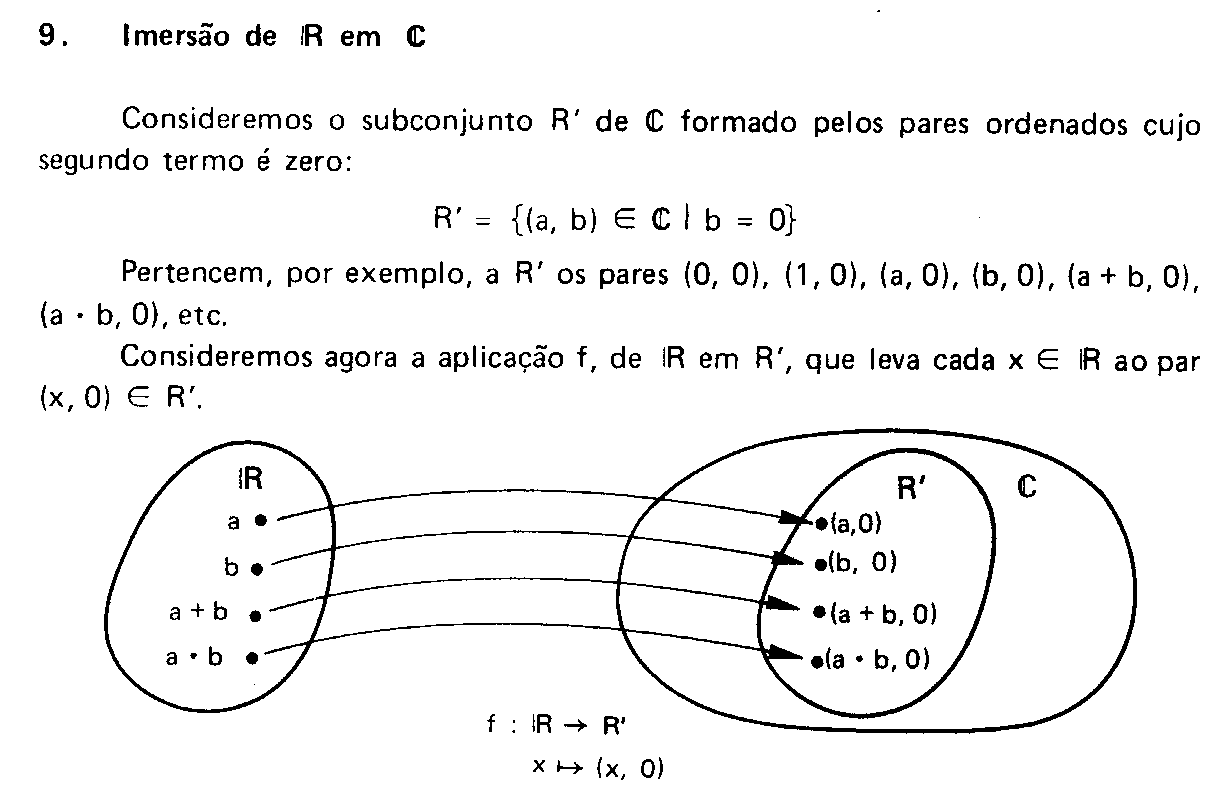 9. Imersão de ℝ em ℂ
Consideremos o subconjunto R′ de ℂ formado pelos pares ordenados cujo
segundo termo é zero:
R′ = {(a, b) ∈ ℂ | b = 0}
Pertencem, por exemplo, a R′ os pares (0, 0), (1, 0), (a, 0), (b, 0), (a + b, 0),
(a · b, 0), etc.
Consideremos agora a aplicação f, de ℝ em R′, que leva cada x ∈ ℝ ao par
(x, 0) ∈ R′.
ℝ
a
b
a + b
a · b
R′
ℂ
(a,0)
(b, 0)
(a + b, 0)
(a · b, 0)
f : ℝ → R′
x ↦ (x, 0)